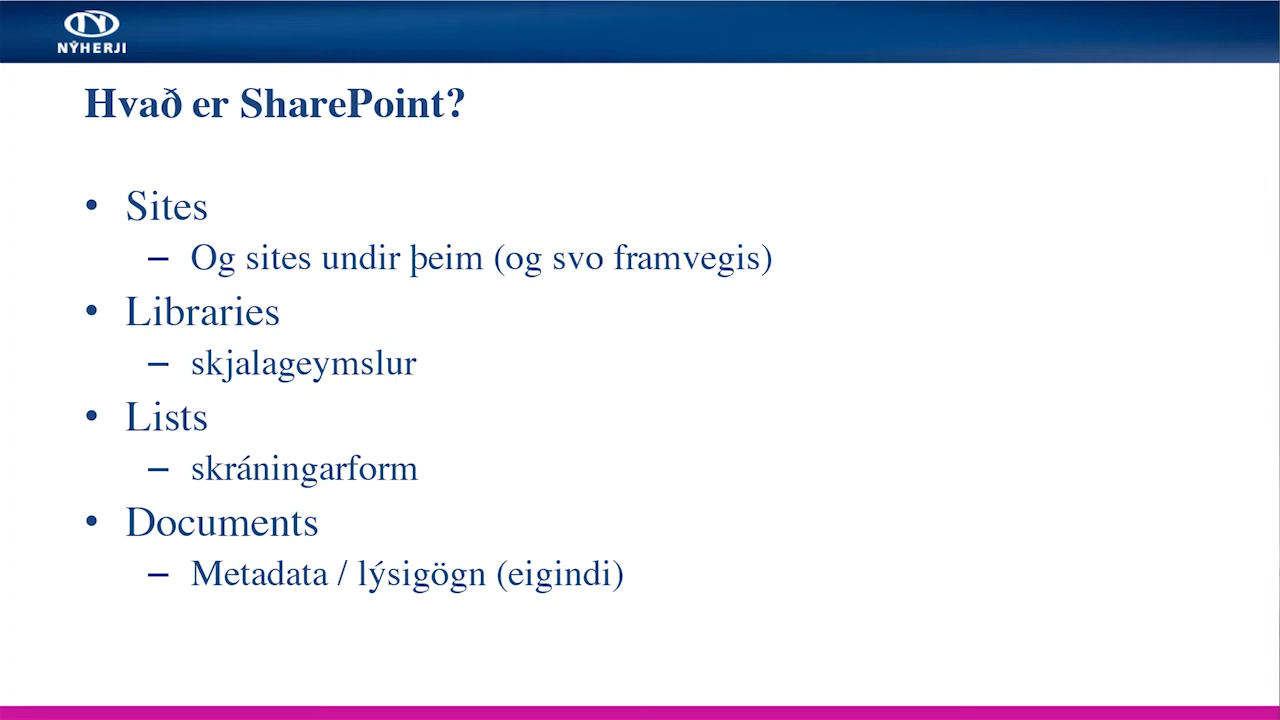 NÝHERJI
Hvað er SharePoint?
• Sites
– Og sites undir þeim (og svo framvegis)
• Libraries
– skjalageymslur
• Lists
– skráningarform
• Documents
– Metadata / lýsigögn (eigindi)